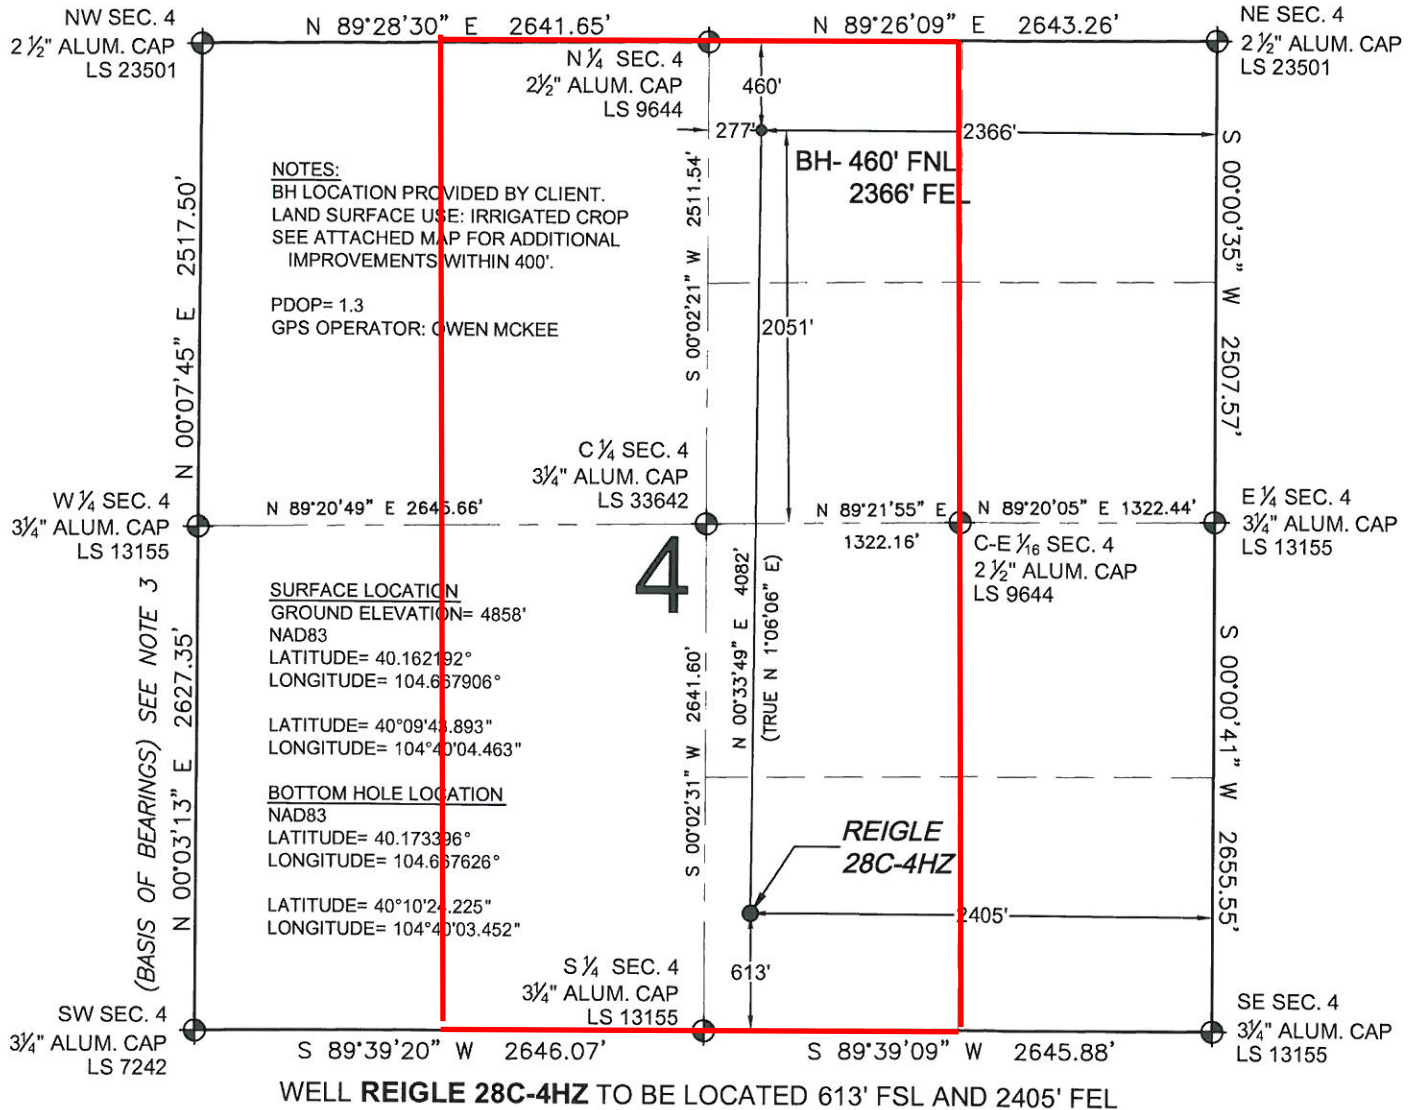 NW SEC. 4
2 ½" ALUM. CAP
LS 23501
N 89°28'30" E 2641.65'
N 89°26'09" E 2643.26'
NE SEC. 4
2 ½" ALUM. CAP
LS 23501
N ¼ SEC. 4
2½" ALUM. CAP
LS 9644
460'
277'
2366'
BH- 460' FNL
2366' FEL
NOTES:
BH LOCATION PROVIDED BY CLIENT.
LAND SURFACE USE: IRRIGATED CROP
SEE ATTACHED MAP FOR ADDITIONAL
IMPROVEMENTS WITHIN 400'.
PDOP= 1.3
GPS OPERATOR: OWEN MCKEE
N 00°07'45" E 2517.50'
S 00°02'21" W 2511.54'
2051'
S 00°00'35" W 2507.57'
C ¼ SEC. 4
3¼" ALUM. CAP
LS 33642
W ¼ SEC. 4
3¼" ALUM. CAP
LS 13155
N 89°20'49" E 2645.66'
N 89°21'55" E
1322.16'
N 89°20'05" E 1322.44'
E ¼ SEC. 4
3¼" ALUM. CAP
LS 13155
C-E 1⁄16 SEC. 4
2 ½" ALUM. CAP
LS 9644
4
SURFACE LOCATION
GROUND ELEVATION= 4858'
NAD83
LATITUDE= 40.162192°
LONGITUDE= 104.667906°
LATITUDE= 40°09'43.893"
LONGITUDE= 104°40'04.463"
BOTTOM HOLE LOCATION
NAD83
LATITUDE= 40.173396°
LONGITUDE= 104.667626°
LATITUDE= 40°10'24.225"
LONGITUDE= 104°40'03.452"
(BASIS OF BEARINGS) SEE NOTE 3
N 00°03'13" E 2627.35'
S 00°02'31" W 2641.60'
N 00°33'49" E 4082'
(TRUE N 1°06'06" E)
S 00°00'41" W 2655.55'
REIGLE
28C-4HZ
2405'
613'
S ¼ SEC. 4
3¼" ALUM. CAP
LS 13155
SW SEC. 4
3¼" ALUM. CAP
LS 7242
S 89°39'20" W 2646.07'
S 89°39'09" W 2645.88'
SE SEC. 4
3¼" ALUM. CAP
LS 13155
WELL REIGLE 28C-4HZ TO BE LOCATED 613' FSL AND 2405' FEL